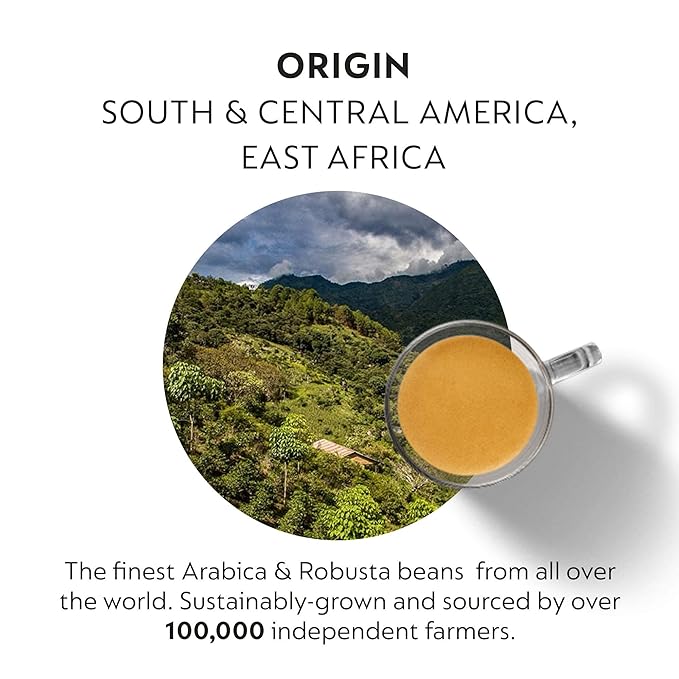 ORIGIN
SOUTH & CENTRAL AMERICA,
EAST AFRICA
The finest Arabica & Robusta beans  from all over
the world. Sustainably-grown and sourced by over
100,000 independent farmers.